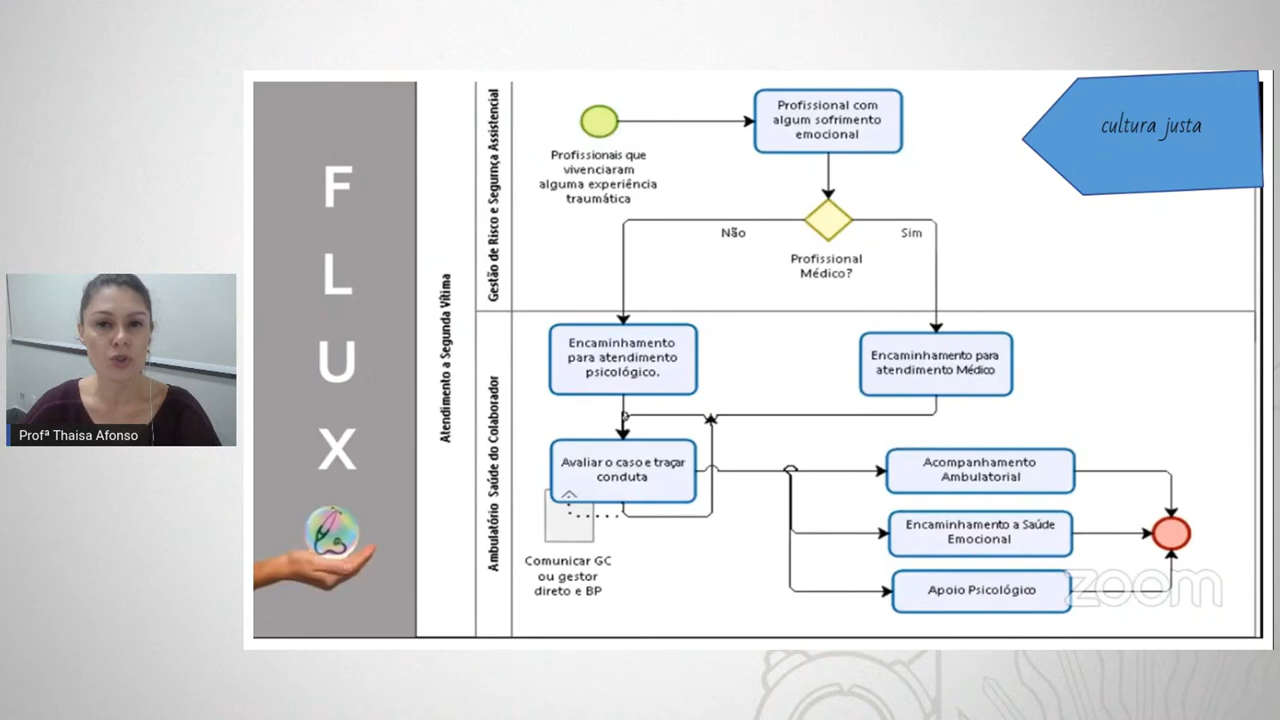 cultura justa
F
L
U
X
Atendimento a Segunda Vítima
Gestão de Risco e Segurnça Assistencial
Profissionais que
vivenciaram
alguma experiência
traumática
Profissional com
algum sofrimento
emocional
Não
Sim
Profissional
Médico?
Ambulatório Saúde do Colaborador
Encaminhamento
para atendimento
psicológico.
Encaminhamento para
atendimento Médico
Avaliar o caso e traçar
conduta
Comunicar GC
ou gestor
direto e BP
Acompanhamento
Ambulatorial
Encaminhamento a Saúde
Emocional
Apoio Psicológico
zoom
Profª Thaisa Afonso